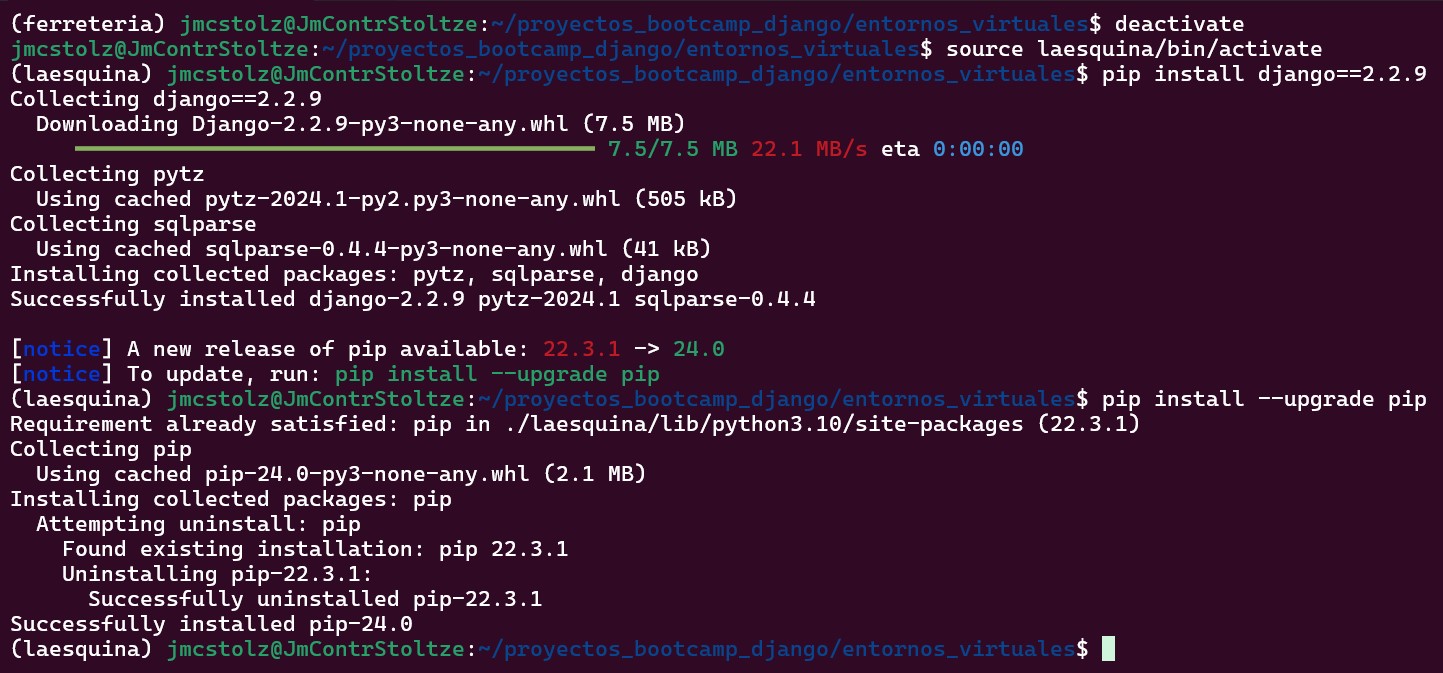 (ferreteria) jmcstolz@JmContrStoltze:~/proyectos_bootcamp_django/entornos_virtuales$ deactivate
jmcstolz@JmContrStoltze:~/proyectos_bootcamp_django/entornos_virtuales$ source laesquina/bin/activate
(laesquina) jmcstolz@JmContrStoltze:~/proyectos_bootcamp_django/entornos_virtuales$ pip install django==2.2.9
Collecting django==2.2.9
  Downloading Django-2.2.9-py3-none-any.whl (7.5 MB)
     ━━━━━━━━━━━━━━━━━━━━━━━━━━━━━━━━━━━━━━━━ 7.5/7.5 MB 22.1 MB/s eta 0:00:00
Collecting pytz
  Using cached pytz-2024.1-py2.py3-none-any.whl (505 kB)
Collecting sqlparse
  Using cached sqlparse-0.4.4-py3-none-any.whl (41 kB)
Installing collected packages: pytz, sqlparse, django
Successfully installed django-2.2.9 pytz-2024.1 sqlparse-0.4.4

[notice] A new release of pip available: 22.3.1 -> 24.0
[notice] To update, run: pip install --upgrade pip
(laesquina) jmcstolz@JmContrStoltze:~/proyectos_bootcamp_django/entornos_virtuales$ pip install --upgrade pip
Requirement already satisfied: pip in ./laesquina/lib/python3.10/site-packages (22.3.1)
Collecting pip
  Using cached pip-24.0-py3-none-any.whl (2.1 MB)
Installing collected packages: pip
  Attempting uninstall: pip
    Found existing installation: pip 22.3.1
    Uninstalling pip-22.3.1:
      Successfully uninstalled pip-22.3.1
Successfully installed pip-24.0
(laesquina) jmcstolz@JmContrStoltze:~/proyectos_bootcamp_django/entornos_virtuales$